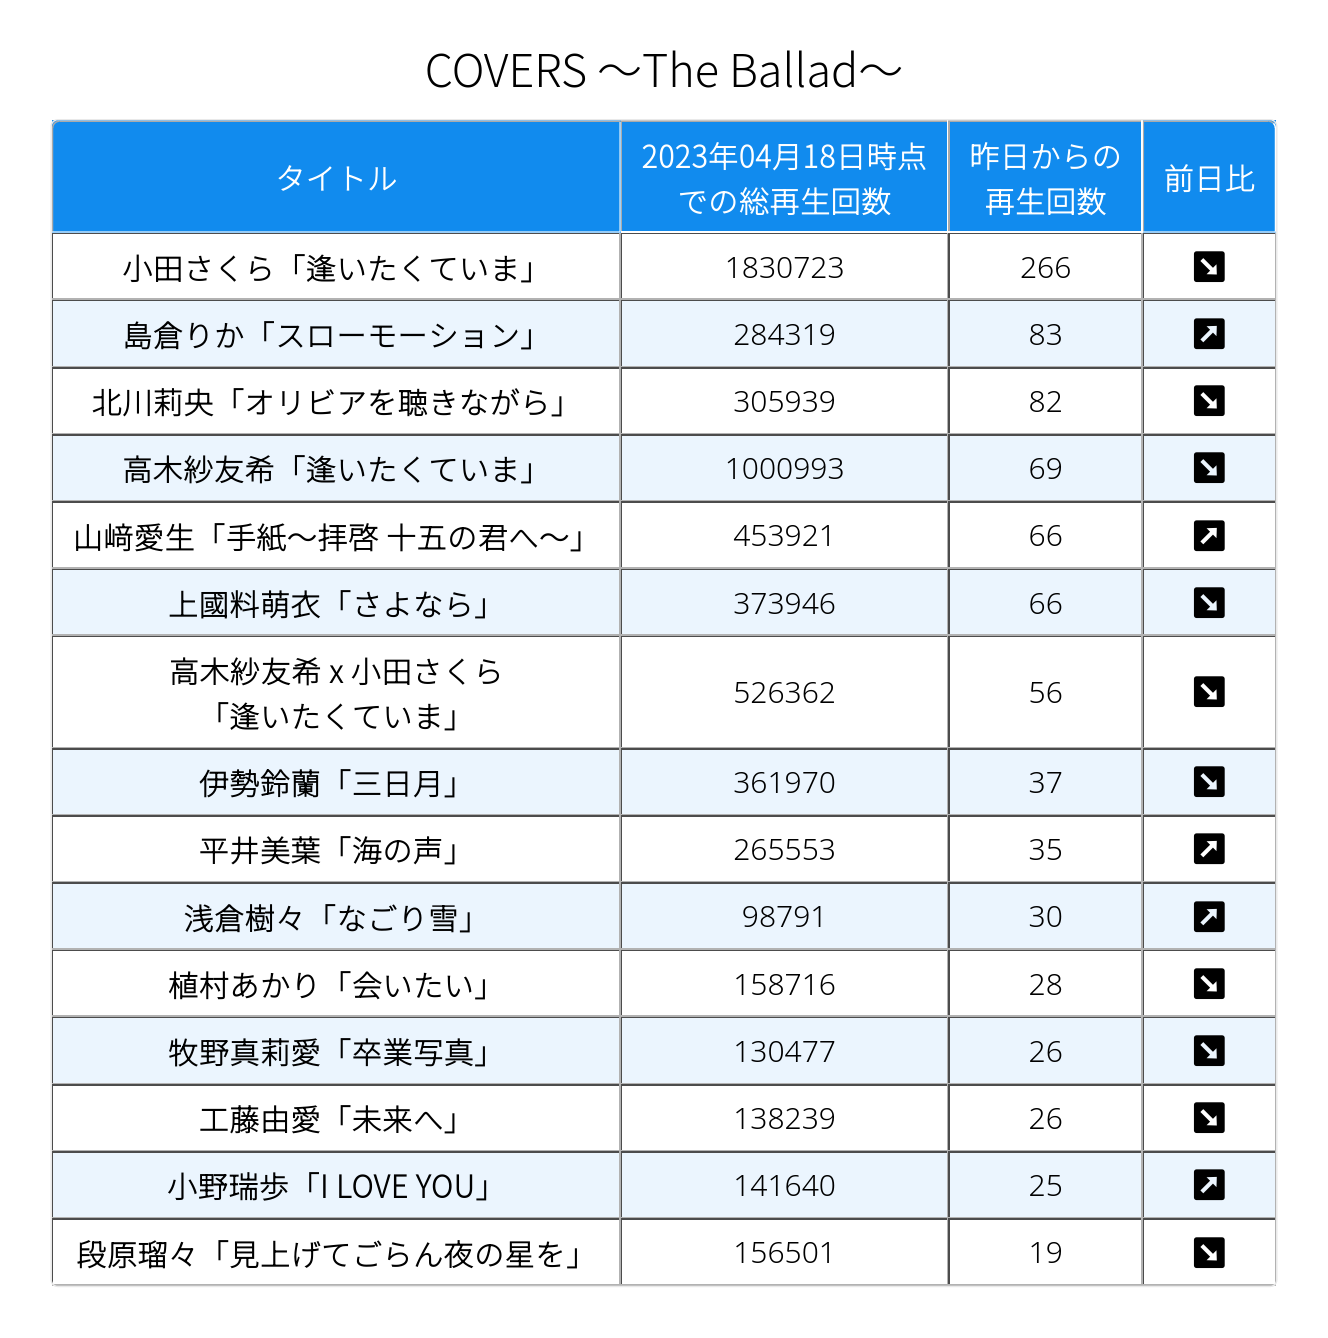 COVERS ～The Ballad～
タイトル
2023年04月18日時点
での総再生回数
昨日からの
再生回数
前日比
小田さくら「逢いたくていま」 1830723 266 ↘
島倉りか「スローモーション」 284319 83 ↗
北川莉央「オリビアを聴きながら」 305939 82 ↘
高木紗友希「逢いたくていま」 1000993 69 ↘
山﨑愛生「手紙～拝啓 十五の君へ～」 453921 66 ↗
上國料萌衣「さよなら」 373946 66 ↘
高木紗友希 x 小田さくら
「逢いたくていま」 526362 56 ↘
伊勢鈴蘭「三日月」 361970 37 ↘
平井美葉「海の声」 265553 35 ↗
浅倉樹々「なごり雪」 98791 30 ↗
植村あかり「会いたい」 158716 28 ↘
牧野真莉愛「卒業写真」 130477 26 ↘
工藤由愛「未来へ」 138239 26 ↘
小野瑞歩「I LOVE YOU」 141640 25 ↗
段原瑠々「見上げてごらん夜の星を」 156501 19 ↘